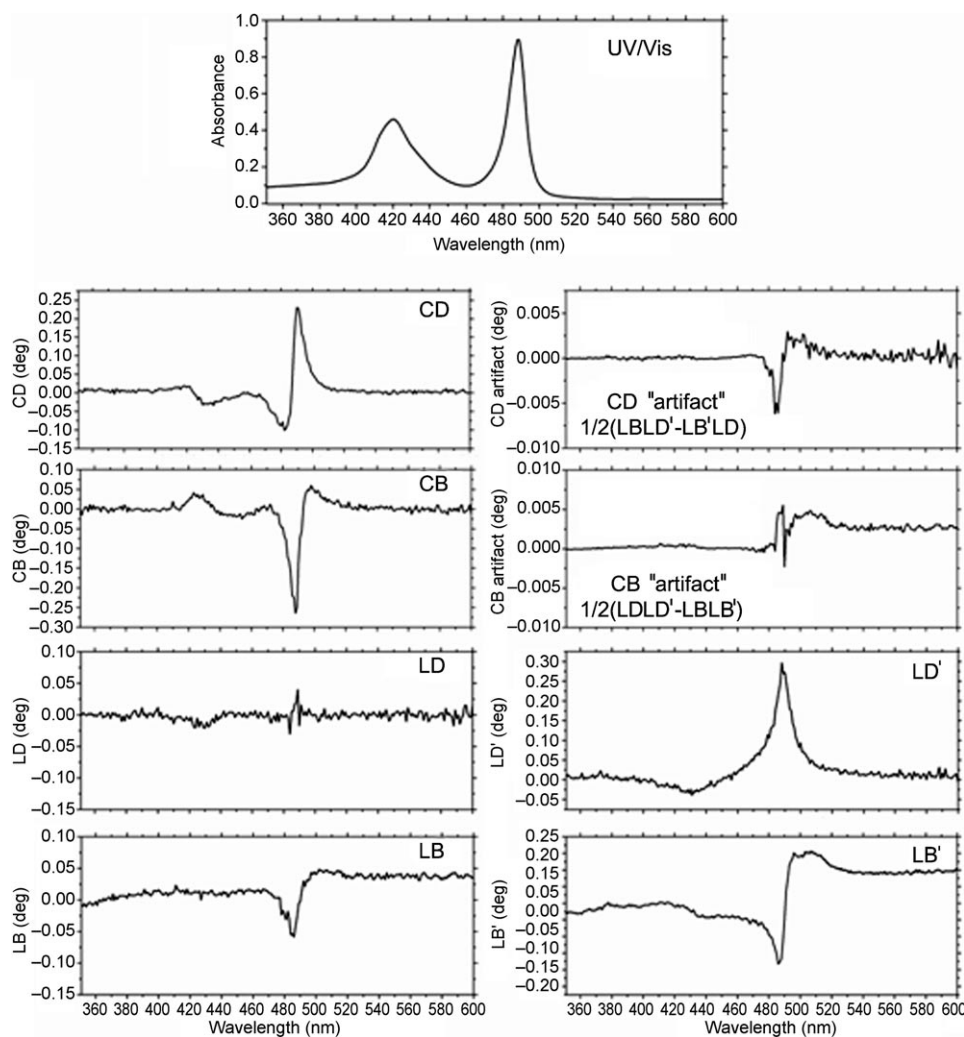 1.0
0.8
0.6
0.4
0.2
0.0
Absorbance
UV/Vis
360 380 400 420 440 460 480 500 520 540 560 580 600
Wavelength (nm)
0.25
0.20
0.15
0.10
0.05
0.00
−0.05
−0.10
−0.15
CD (deg)
CD
0.005
0.000
−0.005
−0.010
CD artifact
CD "artifact"
1/2(LBLD'-LB'LD)
0.10
0.05
0.00
−0.05
−0.10
−0.15
−0.20
−0.25
−0.30
CB (deg)
CB
0.010
0.005
0.000
−0.005
−0.010
CB artifact
CB "artifact"
1/2(LDLD'-LBLB')
0.10
0.05
0.00
−0.05
−0.10
−0.15
LD (deg)
LD
0.30
0.25
0.20
0.15
0.10
0.00
−0.05
LD' (deg)
LD'
0.10
0.05
0.00
−0.05
−0.10
−0.15
LB (deg)
LB
360 380 400 420 440 460 480 500 520 540 560 580 600
Wavelength (nm)
0.25
0.20
0.15
0.10
0.00
−0.05
−0.10
−0.15
−0.20
LB' (deg)
LB'
360 380 400 420 440 460 480 500 520 540 560 580 600
Wavelength (nm)